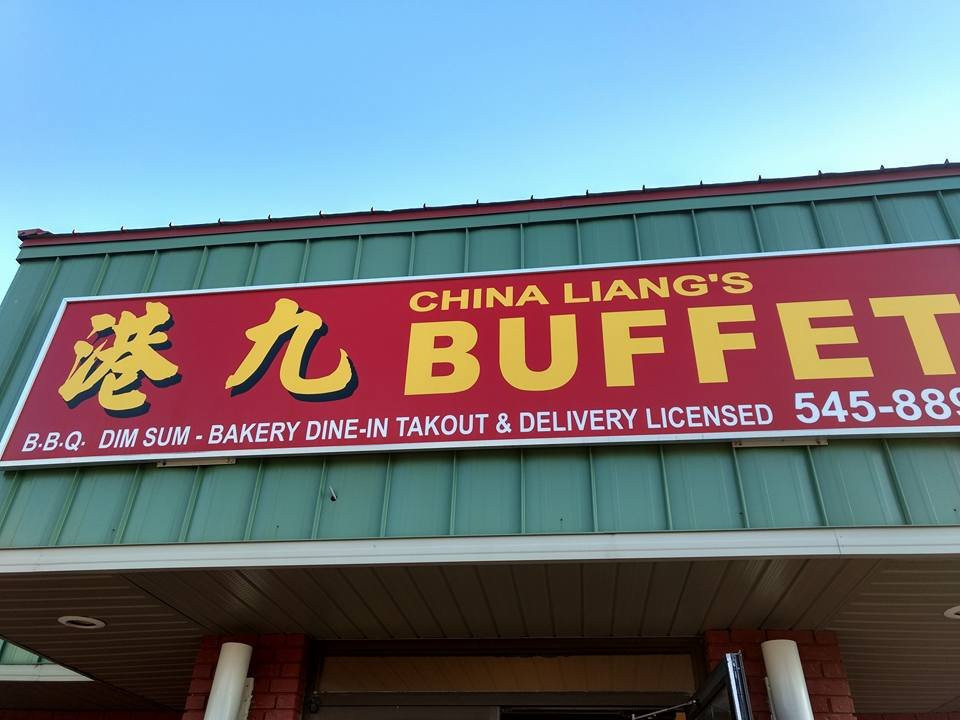 港九
CHINA LIANG'S
BUFFET
B.B.Q. DIM SUM - BAKERY DINE-IN TAKOUT & DELIVERY LICENSED 545-889